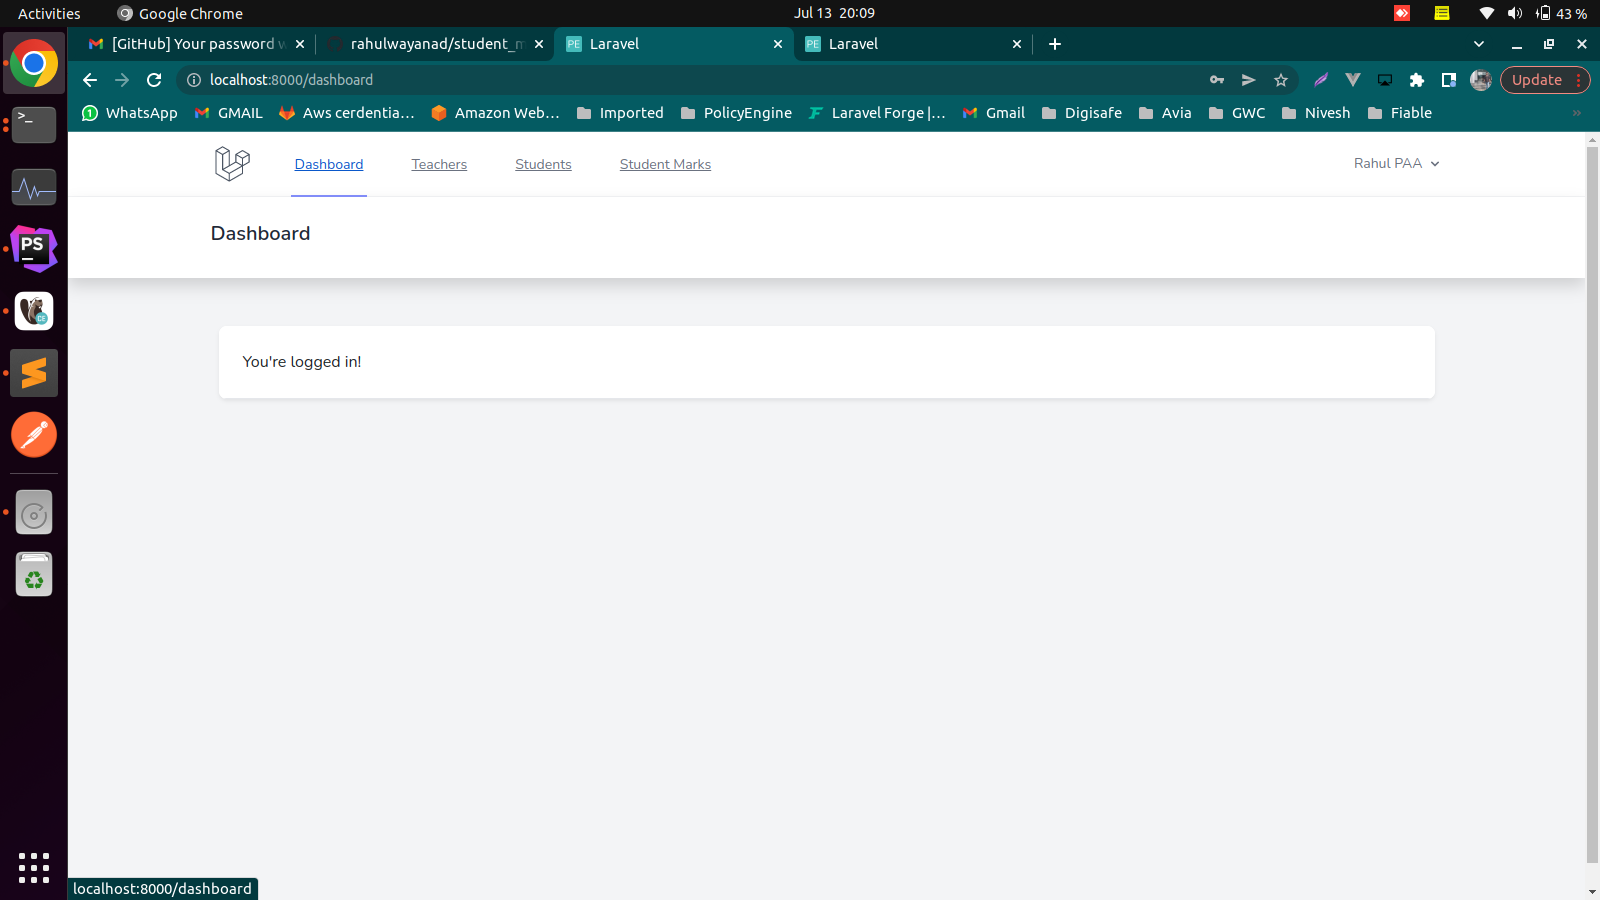 Activities Google Chrome Jul 13 20:09 43 %
[GitHub] Your password rahulwayanad/student_m Laravel PE Laravel
localhost:8000/dashboard Update
WhatsApp GMAIL Aws cerdentia... Amazon Web... Imported PolicyEngine Laravel Forge |... Gmail Digisafe Avia GWC Nivesh Fiable »
Dashboard Teachers Students Student Marks Rahul PAA
Dashboard
You're logged in!
localhost:8000/dashboard